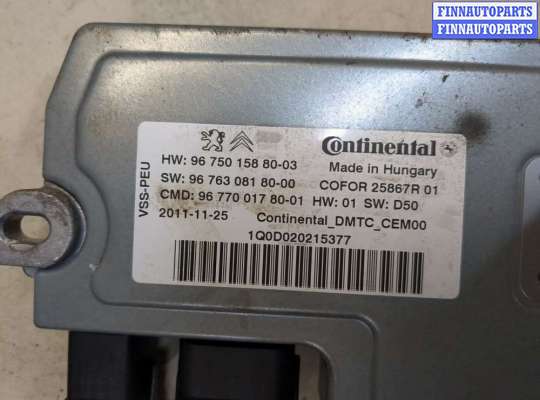 FINNAUTOPARTS
FINNAUTOPARTS
Continental
HW: 96 750 158 80-03 Made in Hungary
SW: 96 763 081 80-00 COFOR 25867R 01
CMD: 96 770 017 80-01 HW: 01 SW: D50
2011-11-25 Continental_DMTC_CEM00
1Q0D020215377
VSS-PEU